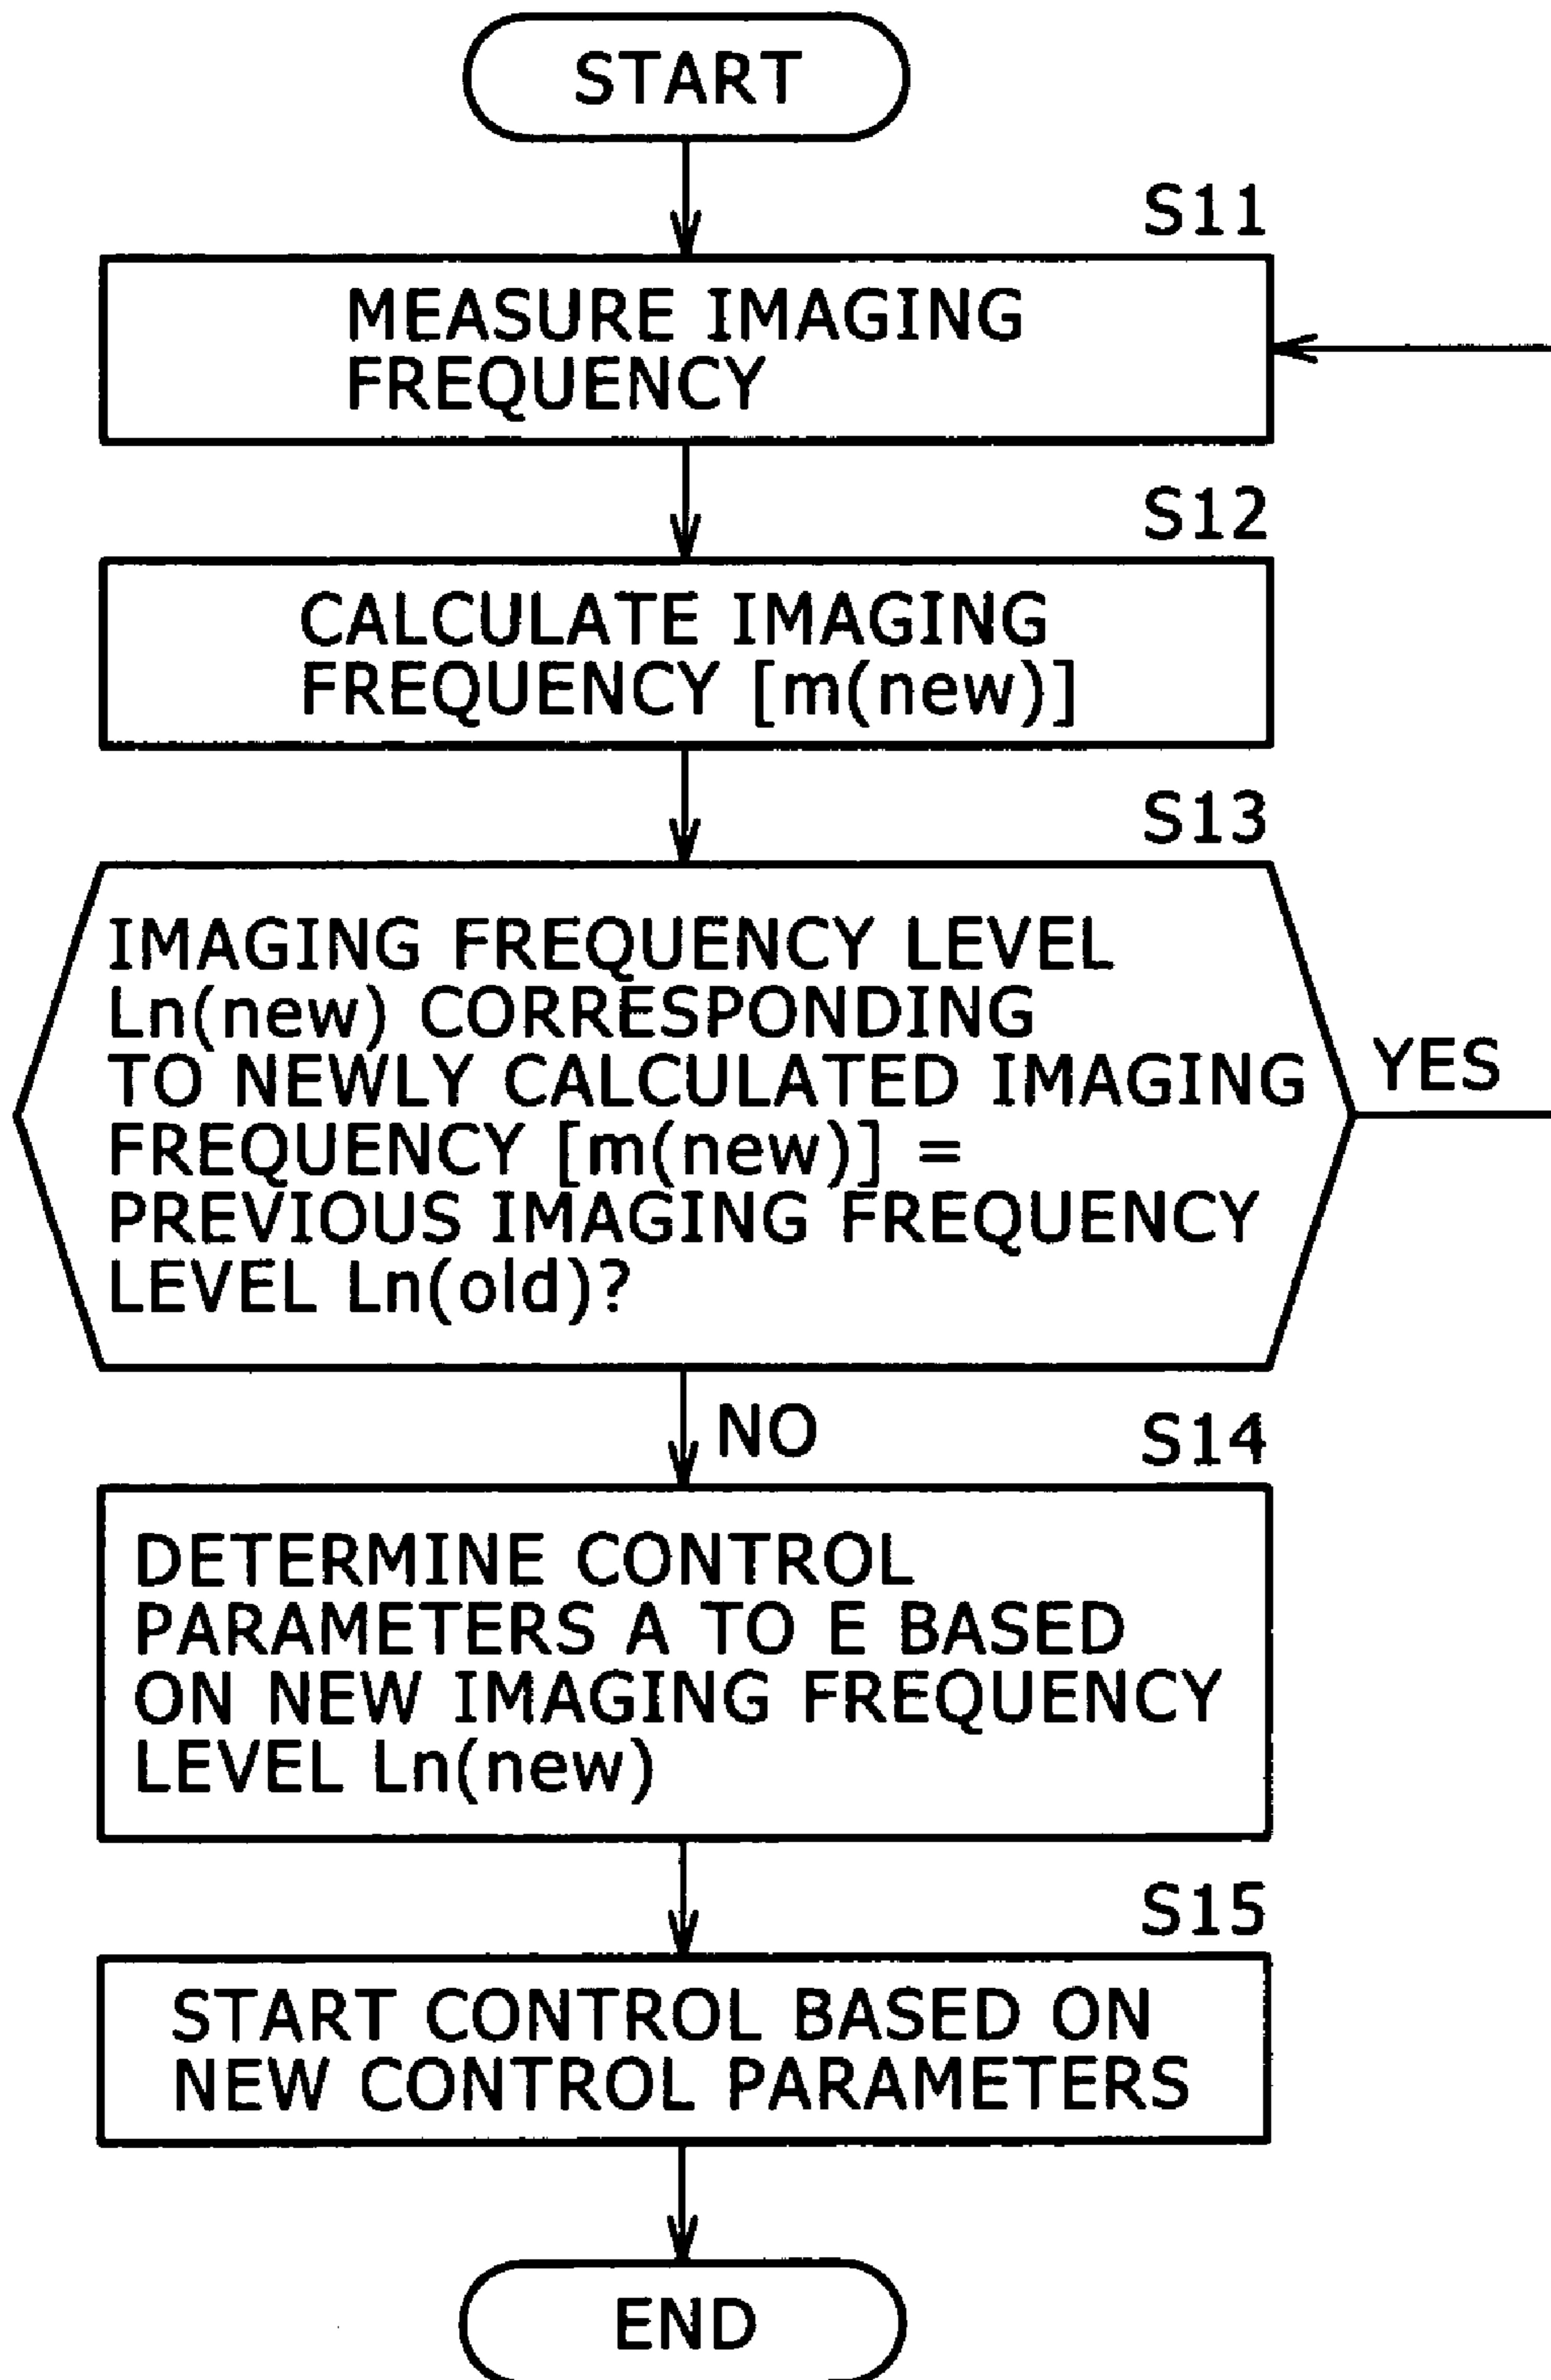 START
S11
MEASURE IMAGING
FREQUENCY
S12
CALCULATE IMAGING
FREQUENCY [m(new)]
S13
IMAGING FREQUENCY LEVEL
Ln(new) CORRESPONDING
TO NEWLY CALCULATED IMAGING
FREQUENCY [m(new)] =
PREVIOUS IMAGING FREQUENCY
LEVEL Ln(old)?
YES
NO
S14
DETERMINE CONTROL
PARAMETERS A TO E BASED
ON NEW IMAGING FREQUENCY
LEVEL Ln(new)
S15
START CONTROL BASED ON
NEW CONTROL PARAMETERS
END